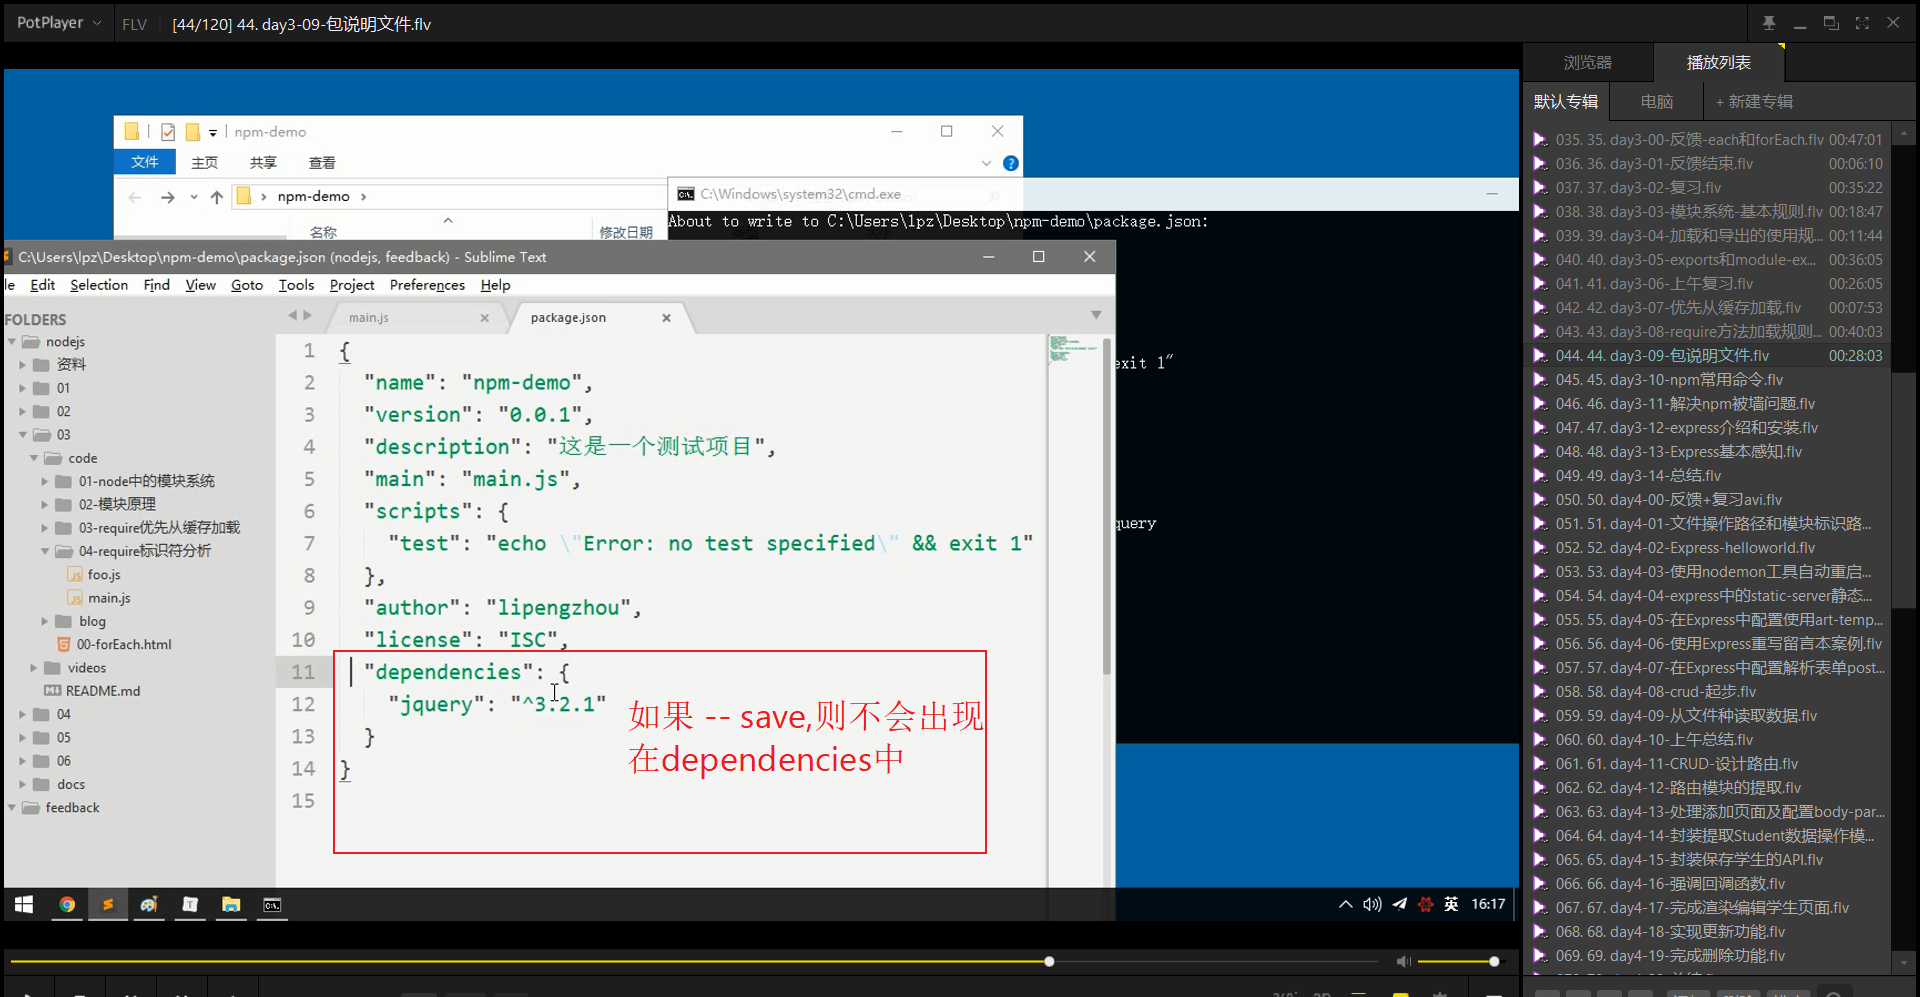 PotPlayer FLV [44/120] 44. day3-09-包说明文件.flv
浏览器 播放列表
默认专辑 电脑 + 新建专辑
npm-demo
文件 主页 共享 查看
npm-demo
名称 修改日期
C:\Windows\system32\cmd.exe
About to write to C:\Users\lpz\Desktop\npm-demo\package.json:
exit 1"
query
C:\Users\lpz\Desktop\npm-demo\package.json (nodejs, feedback) - Sublime Text
le Edit Selection Find View Goto Tools Project Preferences Help
FOLDERS
nodejs
资料
01
02
03
code
01-node中的模块系统
02-模块原理
03-require优先从缓存加载
04-require标识符分析
foo.js
main.js
blog
00-forEach.html
videos
README.md
04
05
06
docs
feedback
main.js package.json
1 {
2 "name": "npm-demo",
3 "version": "0.0.1",
4 "description": "这是一个测试项目",
5 "main": "main.js",
6 "scripts": {
7 "test": "echo \"Error: no test specified\" && exit 1"
8 },
9 "author": "lipengzhou",
10 "license": "ISC",
11 "dependencies": {
12 "jquery": "^3.2.1"
13 }
14 }
15
如果 -- save,则不会出现
在dependencies中
英 16:17
035. 35. day3-00-反馈-each和forEach.flv 00:47:01
036. 36. day3-01-反馈结束.flv 00:06:10
037. 37. day3-02-复习.flv 00:35:22
038. 38. day3-03-模块系统-基本规则.flv 00:18:47
039. 39. day3-04-加载和导出的使用规... 00:11:44
040. 40. day3-05-exports和module-ex... 00:36:05
041. 41. day3-06-上午复习.flv 00:26:05
042. 42. day3-07-优先从缓存加载.flv 00:07:53
043. 43. day3-08-require方法加载规则... 00:40:03
044. 44. day3-09-包说明文件.flv 00:28:03
045. 45. day3-10-npm常用命令.flv
046. 46. day3-11-解决npm被墙问题.flv
047. 47. day3-12-express介绍和安装.flv
048. 48. day3-13-Express基本感知.flv
049. 49. day3-14-总结.flv
050. 50. day4-00-反馈+复习avi.flv
051. 51. day4-01-文件操作路径和模块标识路...
052. 52. day4-02-Express-helloworld.flv
053. 53. day4-03-使用nodemon工具自动重启...
054. 54. day4-04-express中的static-server静态...
055. 55. day4-05-在Express中配置使用art-temp...
056. 56. day4-06-使用Express重写留言本案例.flv
057. 57. day4-07-在Express中配置解析表单post...
058. 58. day4-08-crud-起步.flv
059. 59. day4-09-从文件种读取数据.flv
060. 60. day4-10-上午总结.flv
061. 61. day4-11-CRUD-设计路由.flv
062. 62. day4-12-路由模块的提取.flv
063. 63. day4-13-处理添加页面及配置body-par...
064. 64. day4-14-封装提取Student数据操作模...
065. 65. day4-15-封装保存学生的API.flv
066. 66. day4-16-强调回调函数.flv
067. 67. day4-17-完成渲染编辑学生页面.flv
068. 68. day4-18-实现更新功能.flv
069. 69. day4-19-完成删除功能.flv